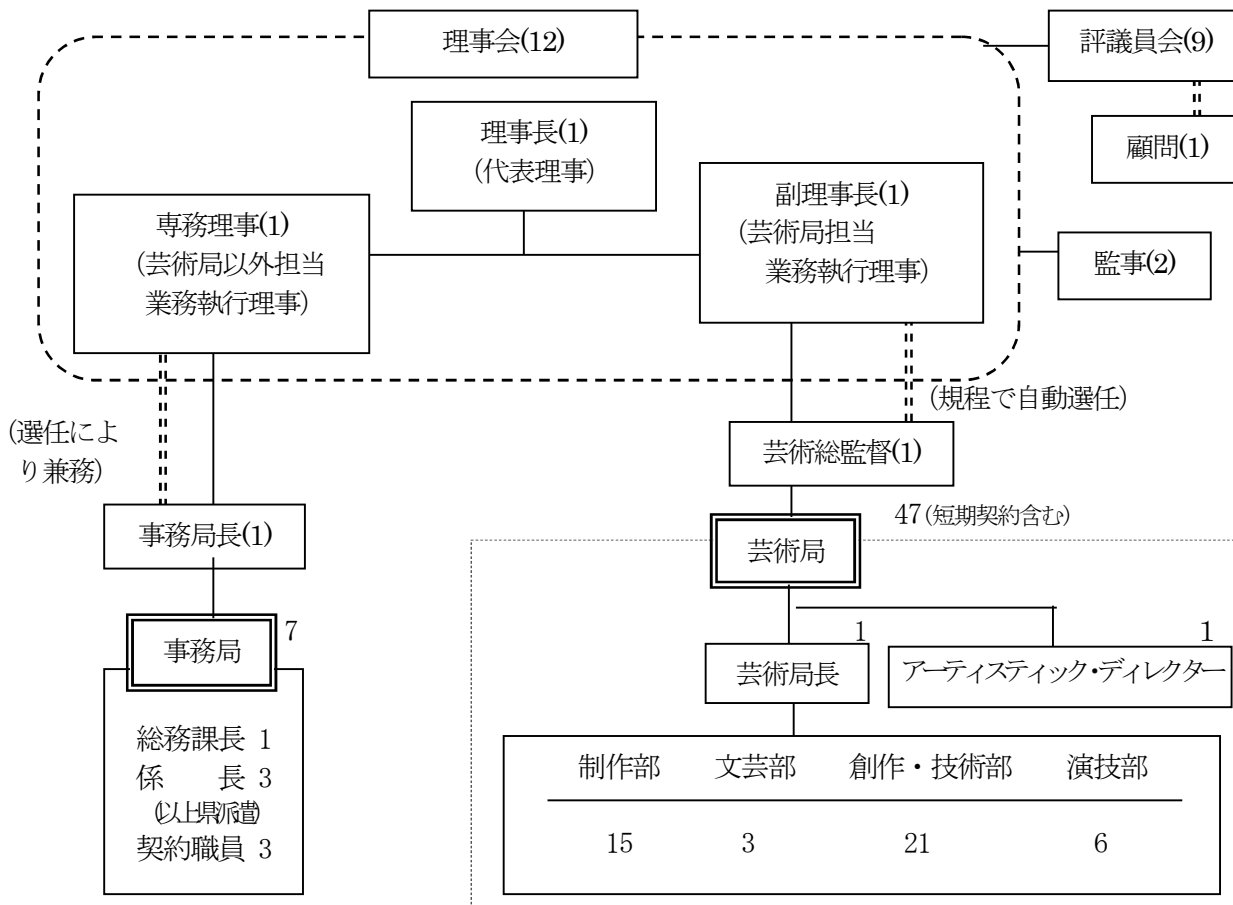 理事会(12)
評議員会(9)
顧問(1)
理事長(1)
(代表理事)
専務理事(1)
(芸術局以外担当
業務執行理事)
副理事長(1)
(芸術局担当
業務執行理事)
監事(2)
(規程で自動選任)
(選任によ
り兼務)
芸術総監督(1)
事務局長(1)
47(短期契約含む)
芸術局
事務局
7
1
芸術局長
1
アーティスティック・ディレクター
総務課長 1
係　　長 3
(以上県派遣)
契約職員 3
制作部 文芸部 創作・技術部 演技部
15 3 21 6